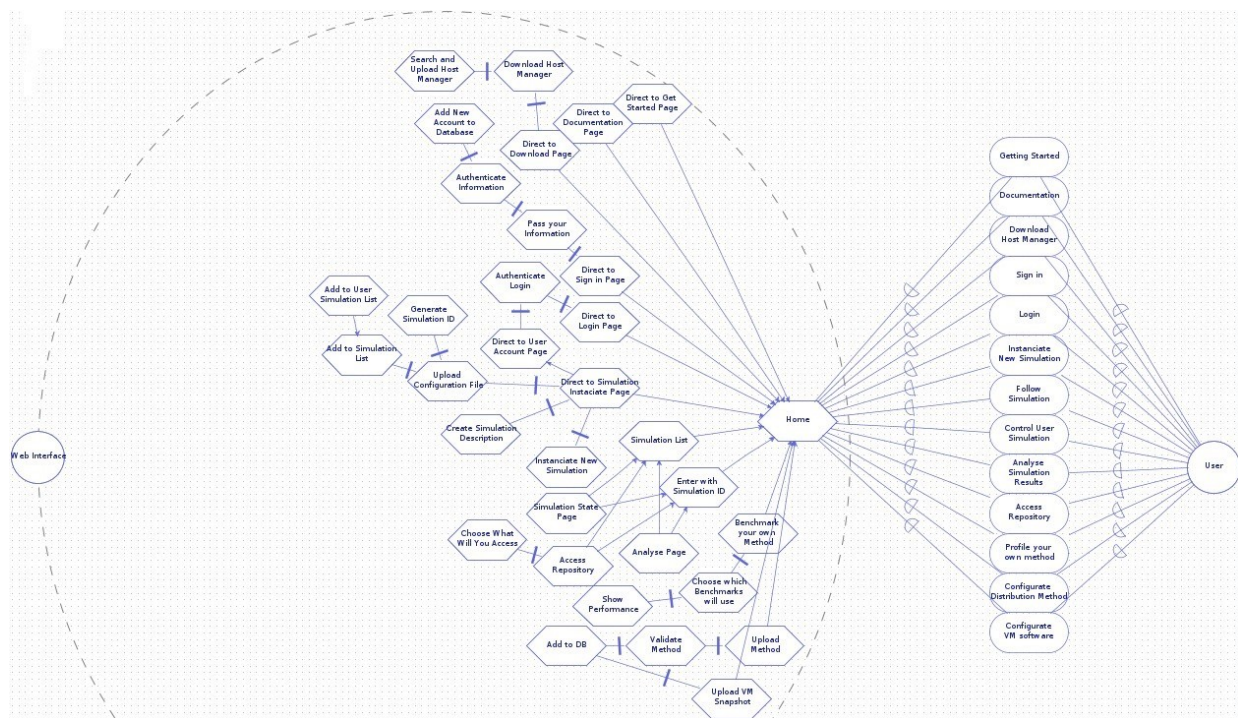 Search and
Upload Host
Manager
Download Host
Manager
Direct to Get
Started Page
Add New
Account to
Database
Direct to
Documentation
Page
Direct to
Download Page
Authenticate
Information
Pass your
Information
Direct to
Sign in Page
Authenticate
Login
Add to User
Simulation List
Generate
Simulation ID
Direct to
Login Page
Add to Simulation
List
Direct to User
Account Page
Upload
Configuration File
Direct to Simulation
Instaciate Page
Create Simulation
Description
Simulation List
Home
Web Interface
Instanciate New
Simulation
Enter with
Simulation ID
Simulation State
Page
Choose What
Will You Access
Benchmark
your own
Method
Access
Repository
Analyse Page
Show
Performance
Choose which
Benchmarks
will use
Add to DB
Validate
Method
Upload
Method
Upload VM
Snapshot
Getting Started
Documentation
Download
Host Manager
Sign in
Login
Instanciate
New Simulation
Follow
Simulation
Control User
Simulation
Analyse
Simulation
Results
Access
Repository
Profile your
own method
Configurate
Distribution Method
Configurate
VM software
User